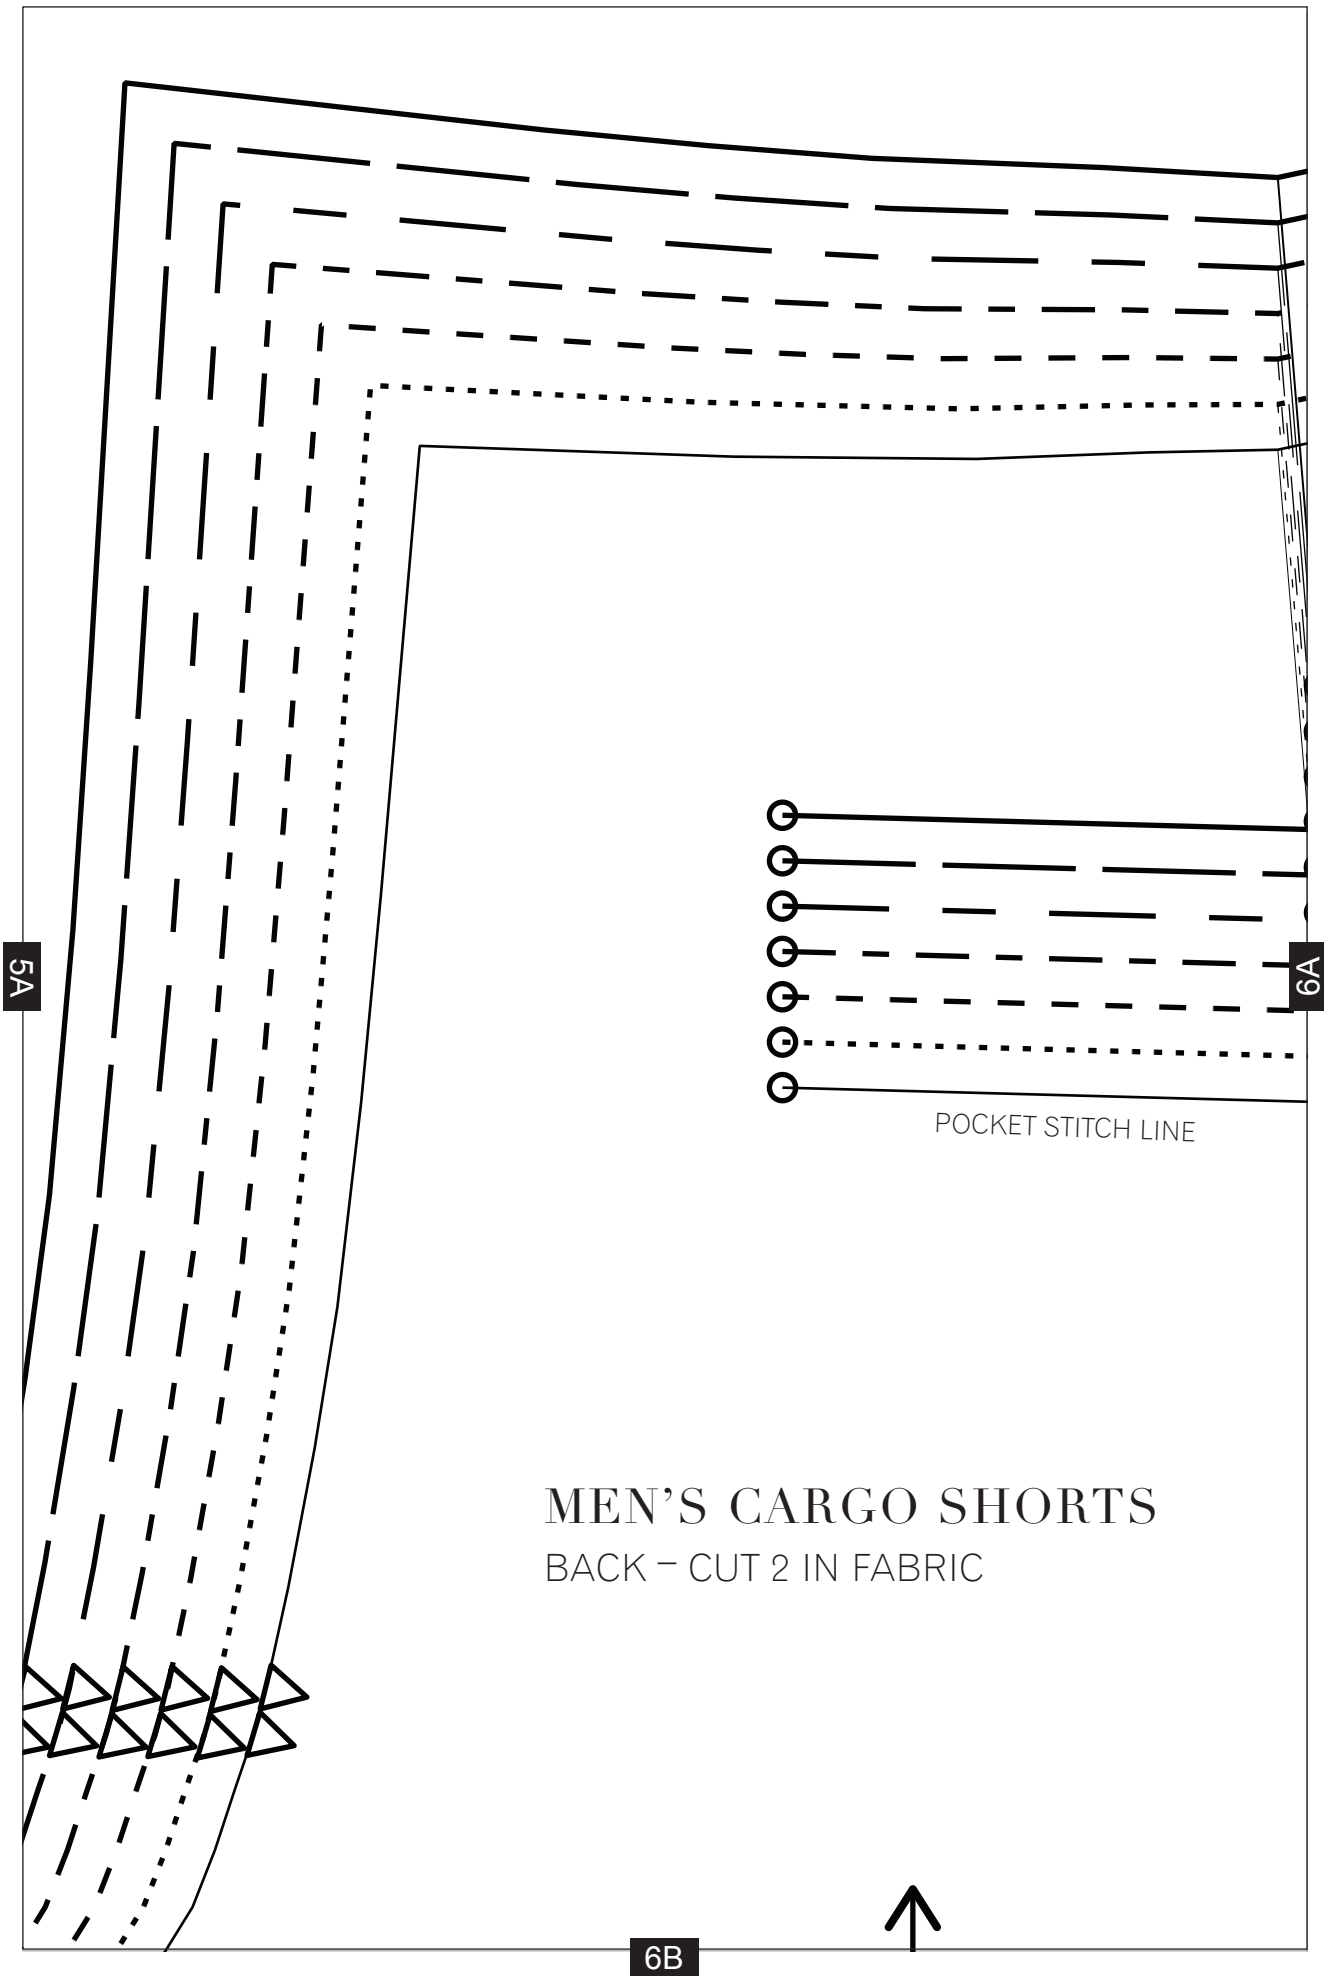 5A
6A
POCKET STITCH LINE
MEN’S CARGO SHORTS
BACK – CUT 2 IN FABRIC
6B